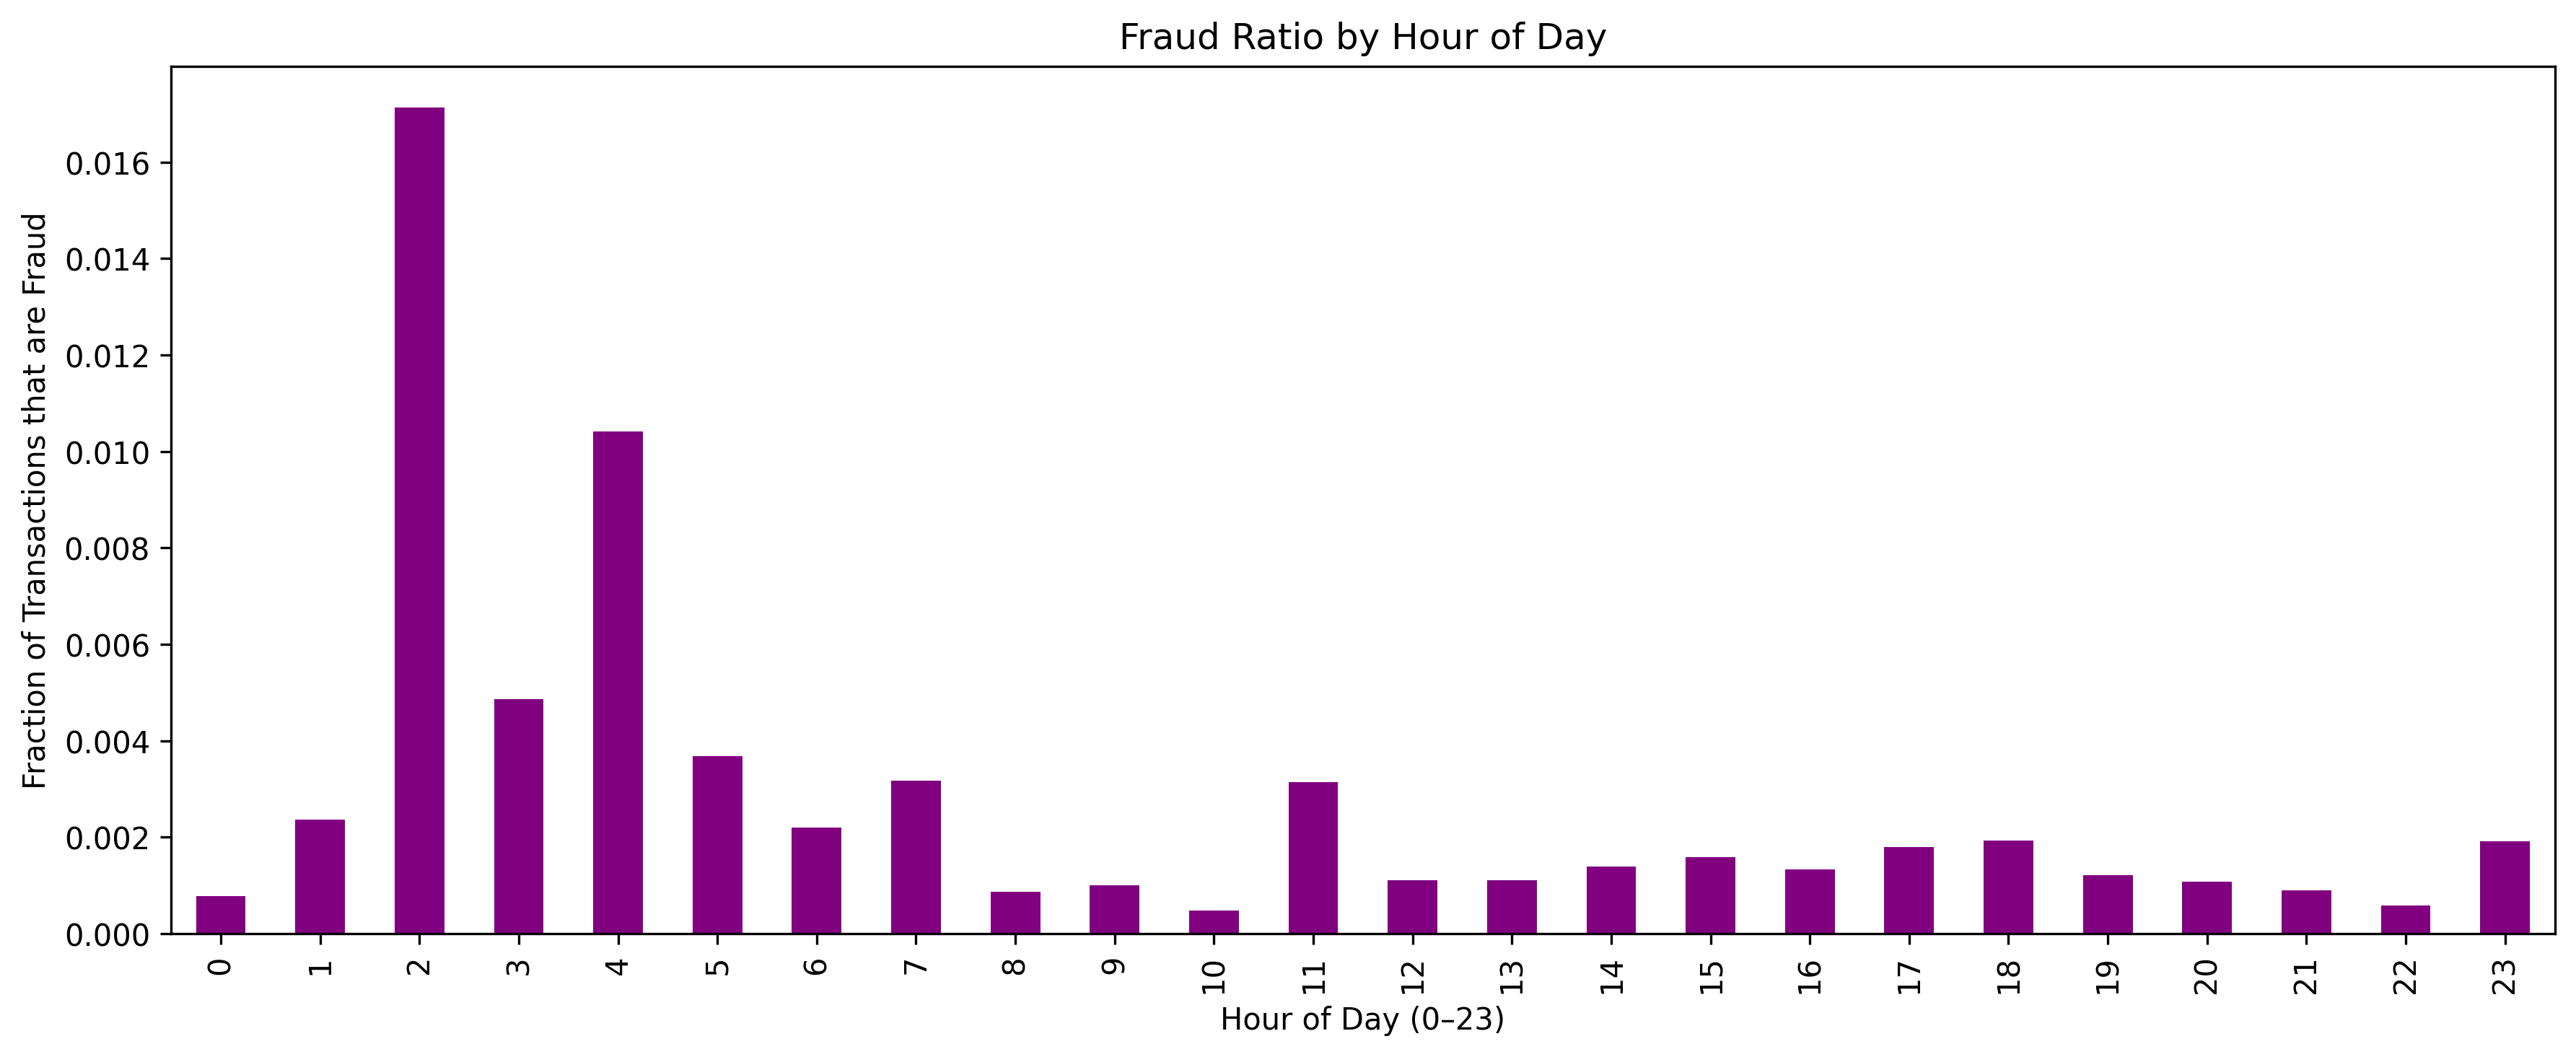 Fraud Ratio by Hour of Day
Fraction of Transactions that are Fraud
0.016
0.014
0.012
0.010
0.008
0.006
0.004
0.002
0.000
0 1 2 3 4 5 6 7 8 9 10 11 12 13 14 15 16 17 18 19 20 21 22 23
Hour of Day (0–23)